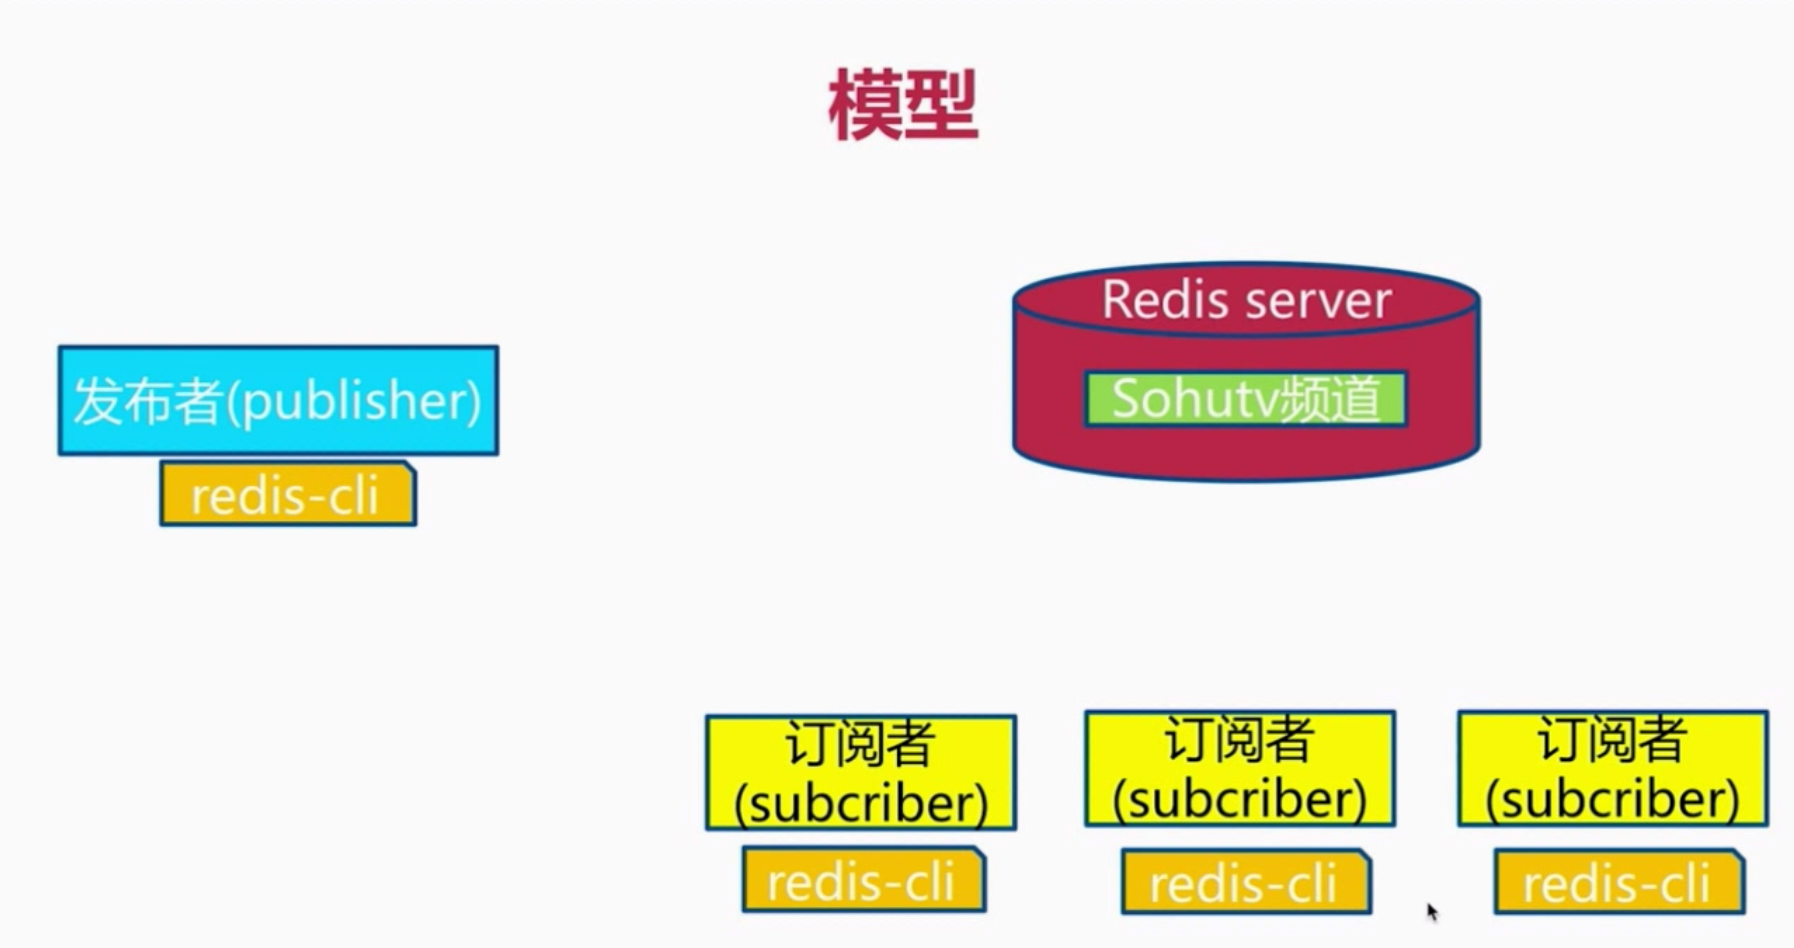 模型
Redis server
Sohutv频道
发布者(publisher)
redis-cli
订阅者
(subcriber)
redis-cli
订阅者
(subcriber)
redis-cli
订阅者
(subcriber)
redis-cli